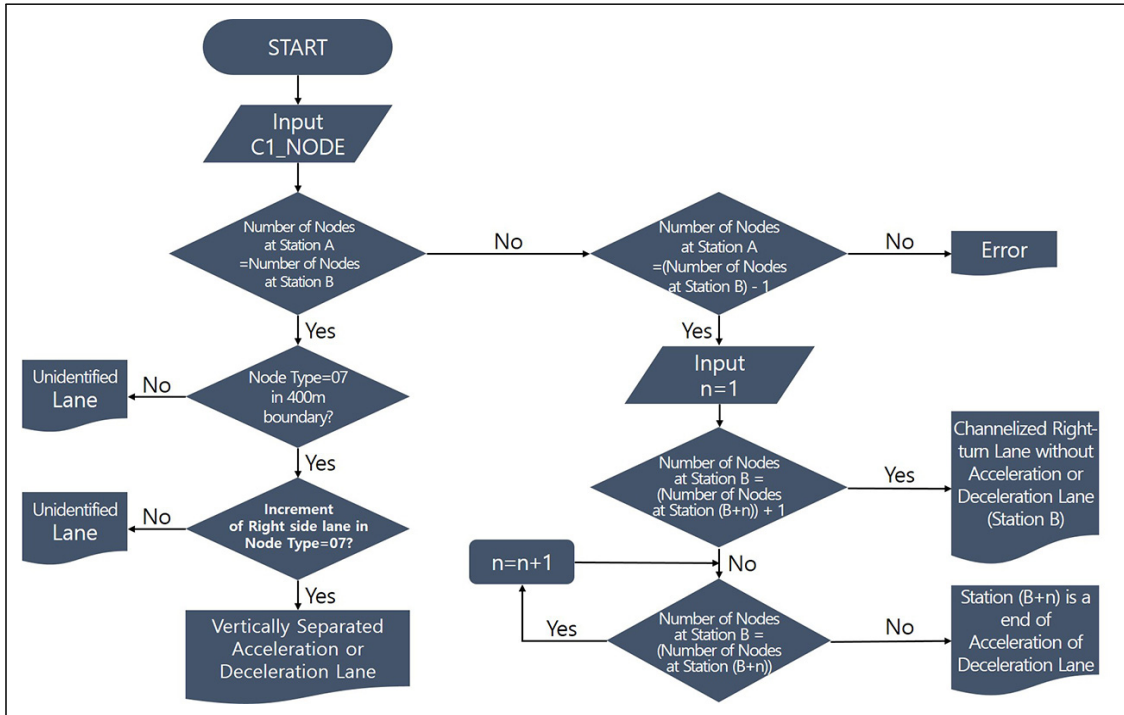 START
Input
C1_NODE
Number of Nodes
at Station A
=Number of Nodes
at Station B
No
Number of Nodes
at Station A
=(Number of Nodes
at Station B) - 1
No
Error
Yes
Yes
Unidentified
Lane
No
Node Type=07
in 400m
boundary?
Input
n=1
Yes
Number of Nodes
at Station B =
(Number of Nodes
at Station (B+n)) + 1
Yes
Channelized Right-
turn Lane without
Acceleration or
Deceleration Lane
(Station B)
Unidentified
Lane
No
Increment
of Right side lane in
Node Type=07?
n=n+1
No
Yes
Vertically Separated
Acceleration or
Deceleration Lane
Yes
Number of Nodes
at Station B =
(Number of Nodes
at Station (B+n))
No
Station (B+n) is a
end of
Acceleration of
Deceleration Lane